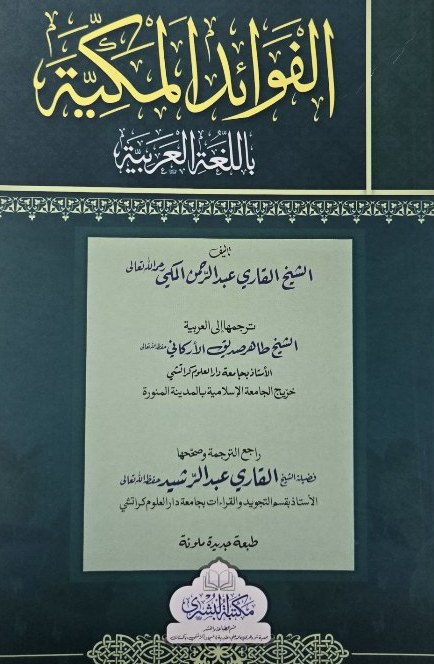 الفوائد المكية
باللغة العربية
تأليف
الشيخ القاري عبد الرحمن المكي رحمه الله تعالى
ترجمها إلى العربية
الشيخ طاهر صديق الأركاني حفظه الله تعالى
الأستاذ بجامعة دار العلوم كراتشي
خريج الجامعة الإسلامية بالمدينة المنورة
راجع الترجمة وصححها
فضيلة الشيخ القاري عبد الرشيد حفظه الله تعالى
الأستاذ بقسم التجويد والقراءات بجامعة دار العلوم كراتشي
طبعة جديدة ملونة
مكتبة البشرى